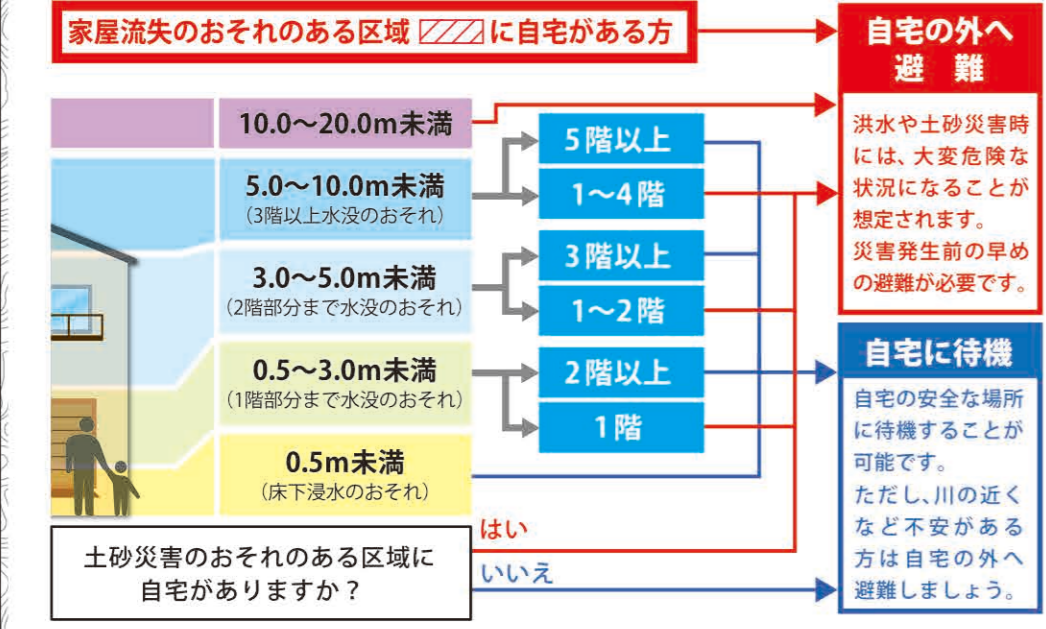 家屋流失のおそれのある区域に自宅がある方
自宅の外へ
避難
洪水や土砂災害時
には、大変危険な
状況になることが
想定されます。
災害発生前の早め
の避難が必要です。
10.0〜20.0m未満
5.0〜10.0m未満
(3階以上水没のおそれ)
5階以上
1〜4階
3.0〜5.0m未満
(2階部分まで水没のおそれ)
3階以上
1〜2階
0.5〜3.0m未満
(1階部分まで水没のおそれ)
2階以上
1階
0.5m未満
(床下浸水のおそれ)
自宅に待機
自宅の安全な場所
に待機することが
可能です。
ただし、川の近く
など不安がある
方は自宅の外へ
避難しましょう。
土砂災害のおそれのある区域に
自宅がありますか？
はい
いいえ